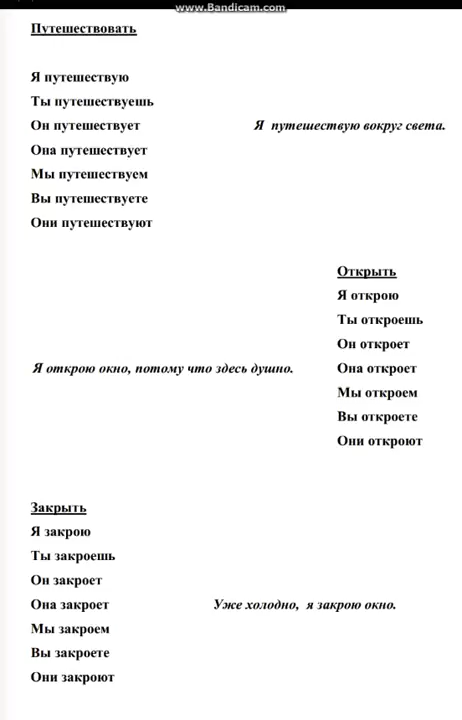 www.Bandicam.com
Путешествовать
Я путешествую
Ты путешествуешь
Он путешествует
Я путешествую вокруг света.
Она путешествует
Мы путешествуем
Вы путешествуете
Они путешествуют
Открыть
Я открою
Ты откроешь
Он откроет
Я открою окно, потому что здесь душно.
Она откроет
Мы откроем
Вы откроете
Они откроют
Закрыть
Я закрою
Ты закроешь
Он закроет
Она закроет
Уже холодно, я закрою окно.
Мы закроем
Вы закроете
Они закроют